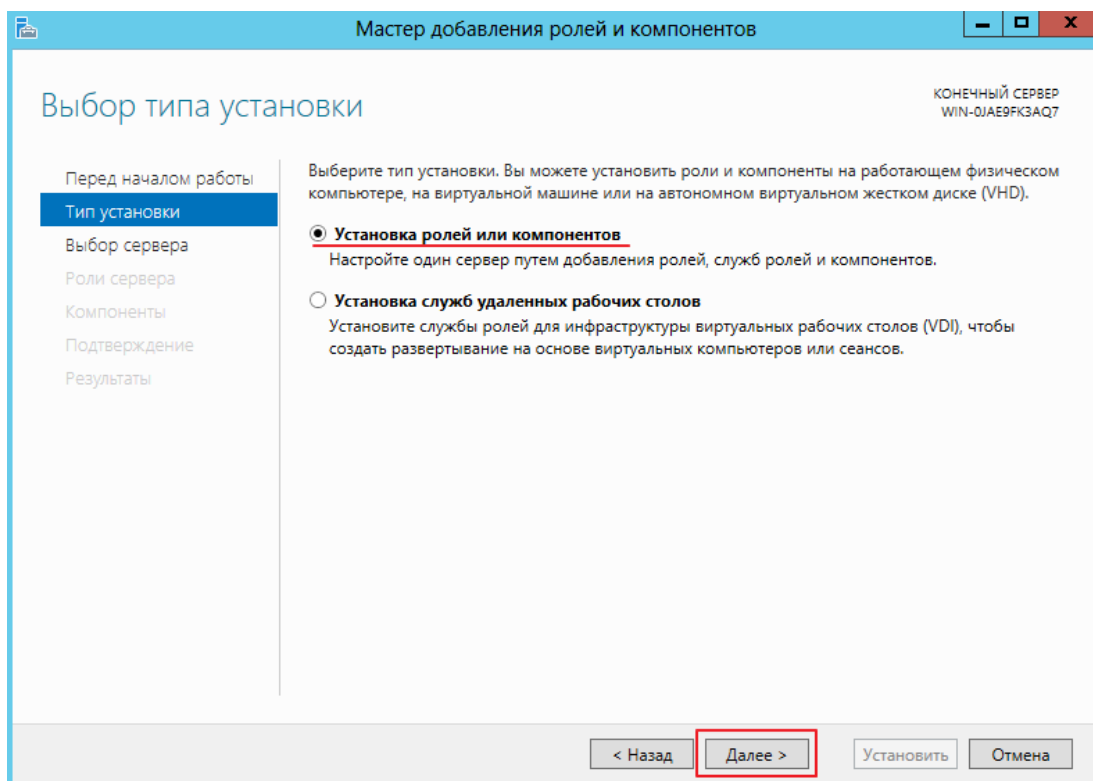 Мастер добавления ролей и компонентов
Выбор типа установки
КОНЕЧНЫЙ СЕРВЕР
WIN-0JAE9FK3AQ7
Перед началом работы
Тип установки
Выбор сервера
Роли сервера
Компоненты
Подтверждение
Результаты
Выберите тип установки. Вы можете установить роли и компоненты на работающем физическом
компьютере, на виртуальной машине или на автономном виртуальном жестком диске (VHD).
Установка ролей или компонентов
Настройте один сервер путем добавления ролей, служб ролей и компонентов.
Установка служб удаленных рабочих столов
Установите службы ролей для инфраструктуры виртуальных рабочих столов (VDI), чтобы
создать развертывание на основе виртуальных компьютеров или сеансов.
< Назад
Далее >
Установить
Отмена